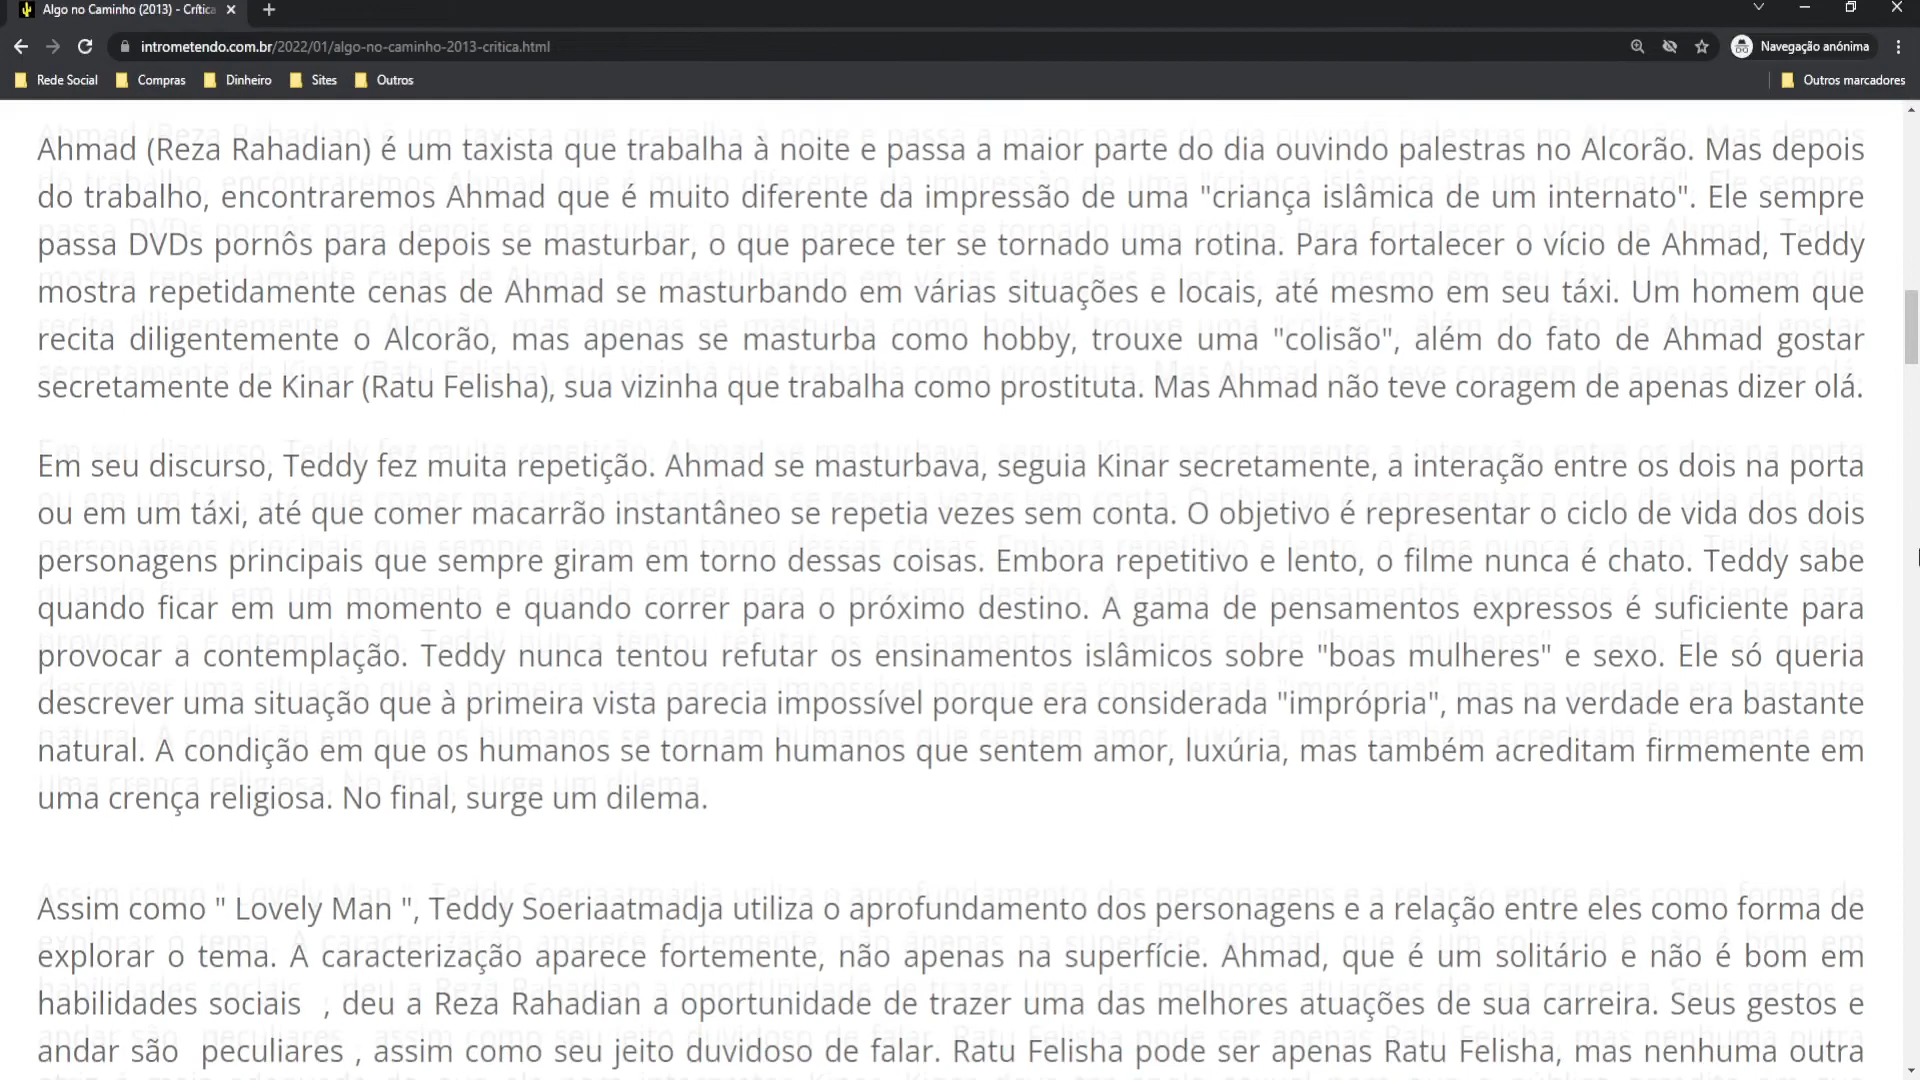 Algo no Caminho (2013) - Crítica
intrometendo.com.br/2022/01/algo-no-caminho-2013-critica.html
Navegação anónima
Rede Social
Compras
Dinheiro
Sites
Outros
Outros marcadores
Ahmad (Reza Rahadian) é um taxista que trabalha à noite e passa a maior parte do dia ouvindo palestras no Alcorão. Mas depois
do trabalho, encontraremos Ahmad que é muito diferente da impressão de uma "criança islâmica de um internato". Ele sempre
passa DVDs pornôs para depois se masturbar, o que parece ter se tornado uma rotina. Para fortalecer o vício de Ahmad, Teddy
mostra repetidamente cenas de Ahmad se masturbando em várias situações e locais, até mesmo em seu táxi. Um homem que
recita diligentemente o Alcorão, mas apenas se masturba como hobby, trouxe uma "colisão", além do fato de Ahmad gostar
secretamente de Kinar (Ratu Felisha), sua vizinha que trabalha como prostituta. Mas Ahmad não teve coragem de apenas dizer olá.
Em seu discurso, Teddy fez muita repetição. Ahmad se masturbava, seguia Kinar secretamente, a interação entre os dois na porta
ou em um táxi, até que comer macarrão instantâneo se repetia vezes sem conta. O objetivo é representar o ciclo de vida dos dois
personagens principais que sempre giram em torno dessas coisas. Embora repetitivo e lento, o filme nunca é chato. Teddy sabe
quando ficar em um momento e quando correr para o próximo destino. A gama de pensamentos expressos é suficiente para
provocar a contemplação. Teddy nunca tentou refutar os ensinamentos islâmicos sobre "boas mulheres" e sexo. Ele só queria
descrever uma situação que à primeira vista parecia impossível porque era considerada "imprópria", mas na verdade era bastante
natural. A condição em que os humanos se tornam humanos que sentem amor, luxúria, mas também acreditam firmemente em
uma crença religiosa. No final, surge um dilema.
Assim como " Lovely Man ", Teddy Soeriaatmadja utiliza o aprofundamento dos personagens e a relação entre eles como forma de
explorar o tema. A caracterização aparece fortemente, não apenas na superfície. Ahmad, que é um solitário e não é bom em
habilidades sociais , deu a Reza Rahadian a oportunidade de trazer uma das melhores atuações de sua carreira. Seus gestos e
andar são peculiares , assim como seu jeito duvidoso de falar. Ratu Felisha pode ser apenas Ratu Felisha, mas nenhuma outra